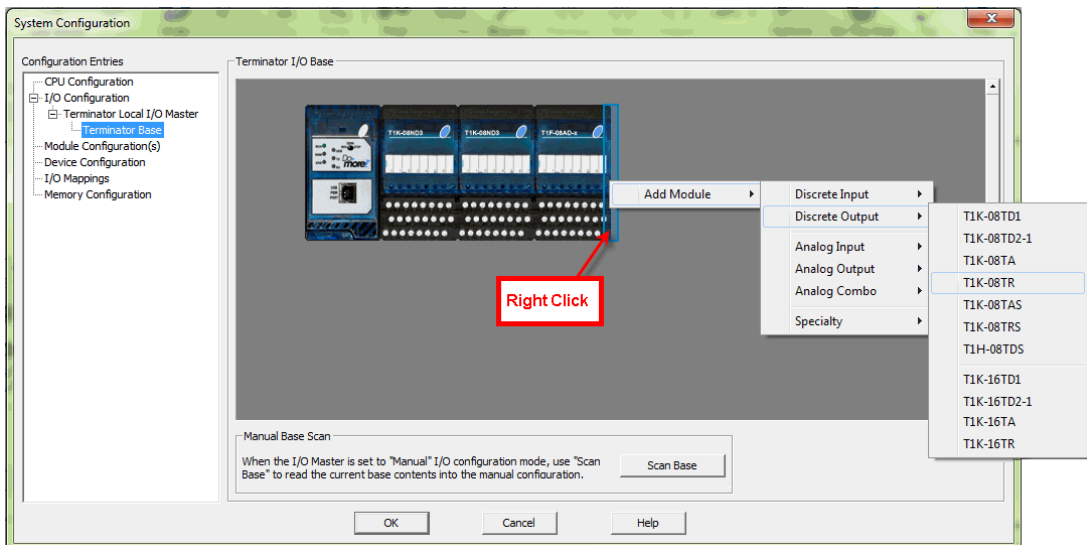 System Configuration
x
Configuration Entries
CPU Configuration
I/O Configuration
Terminator Local I/O Master
Terminator Base
Module Configuration(s)
Device Configuration
I/O Mappings
Memory Configuration
Terminator I/O Base
T1K-08ND3
T1K-08ND3
T1F-08AD-x
Do-more
Add Module
Discrete Input
Discrete Output
Analog Input
Analog Output
Analog Combo
Specialty
T1K-08TD1
T1K-08TD2-1
T1K-08TA
T1K-08TR
T1K-08TAS
T1K-08TRS
T1H-08TDS
T1K-16TD1
T1K-16TD2-1
T1K-16TA
T1K-16TR
Right Click
Manual Base Scan
When the I/O Master is set to "Manual" I/O configuration mode, use "Scan
Base" to read the current base contents into the manual configuration.
Scan Base
OK
Cancel
Help